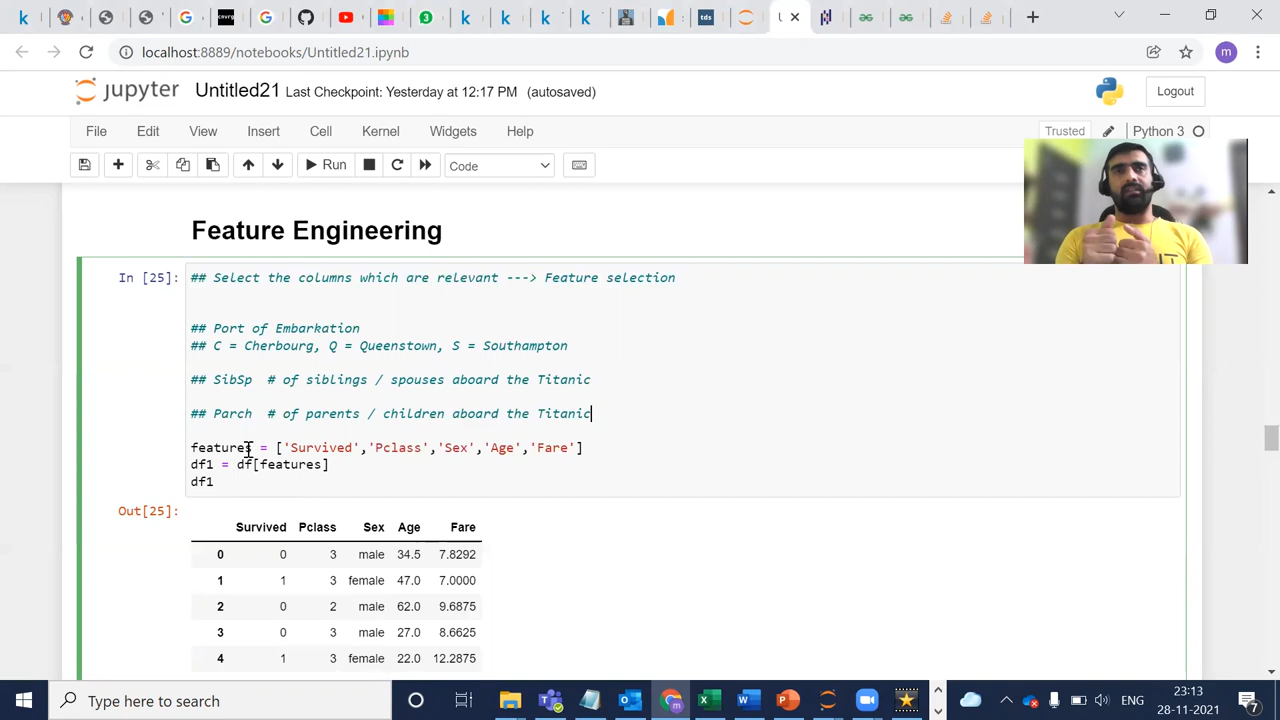 tds
localhost:8889/notebooks/Untitled21.ipynb
m
jupyter Untitled21 Last Checkpoint: Yesterday at 12:17 PM (autosaved)
Logout
File Edit View Insert Cell Kernel Widgets Help
Trusted Python 3
Run Code
Feature Engineering
In [25]: ## Select the columns which are relevant ---> Feature selection
## Port of Embarkation
## C = Cherbourg, Q = Queenstown, S = Southampton
## SibSp # of siblings / spouses aboard the Titanic
## Parch # of parents / children aboard the Titanic
features = ['Survived','Pclass','Sex','Age','Fare']
df1 = df[features]
df1
Out[25]:
Survived Pclass Sex Age Fare
0 0 3 male 34.5 7.8292
1 1 3 female 47.0 7.0000
2 0 2 male 62.0 9.6875
3 0 3 male 27.0 8.6625
4 1 3 female 22.0 12.2875
Type here to search
ENG
23:13
28-11-2021
7